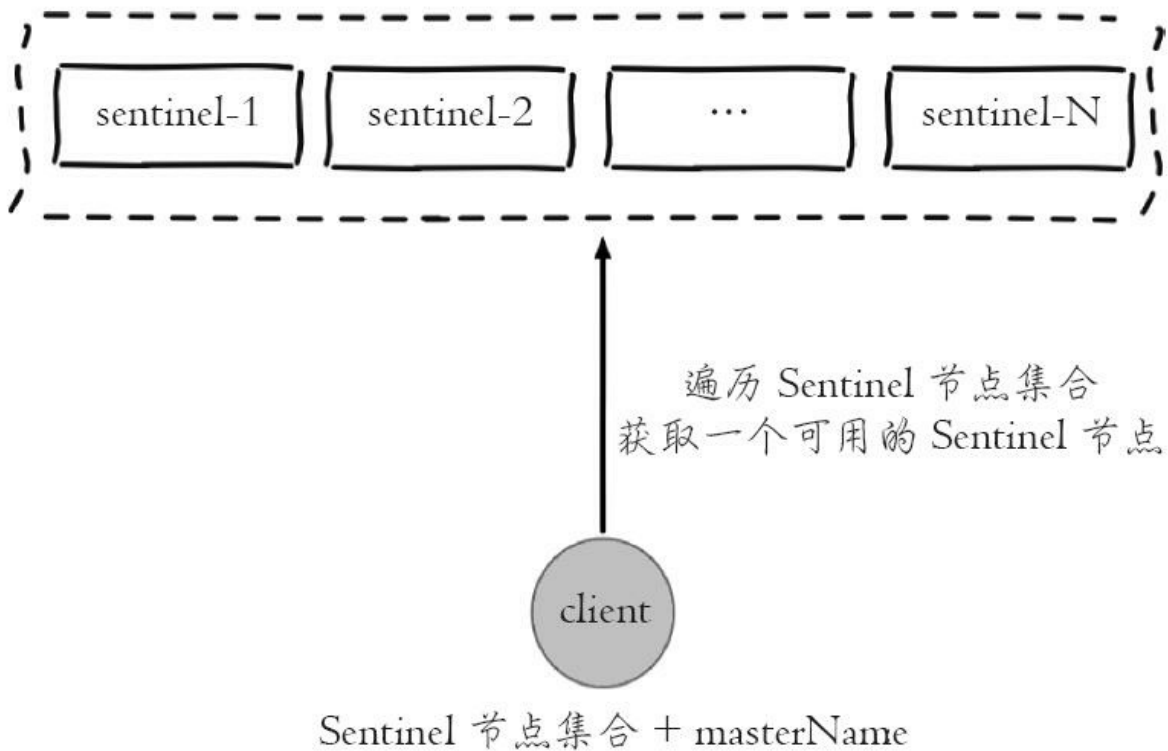 sentinel-1
sentinel-2
…
sentinel-N
遍历 Sentinel 节点集合
获取一个可用的 Sentinel 节点
client
Sentinel 节点集合 + masterName